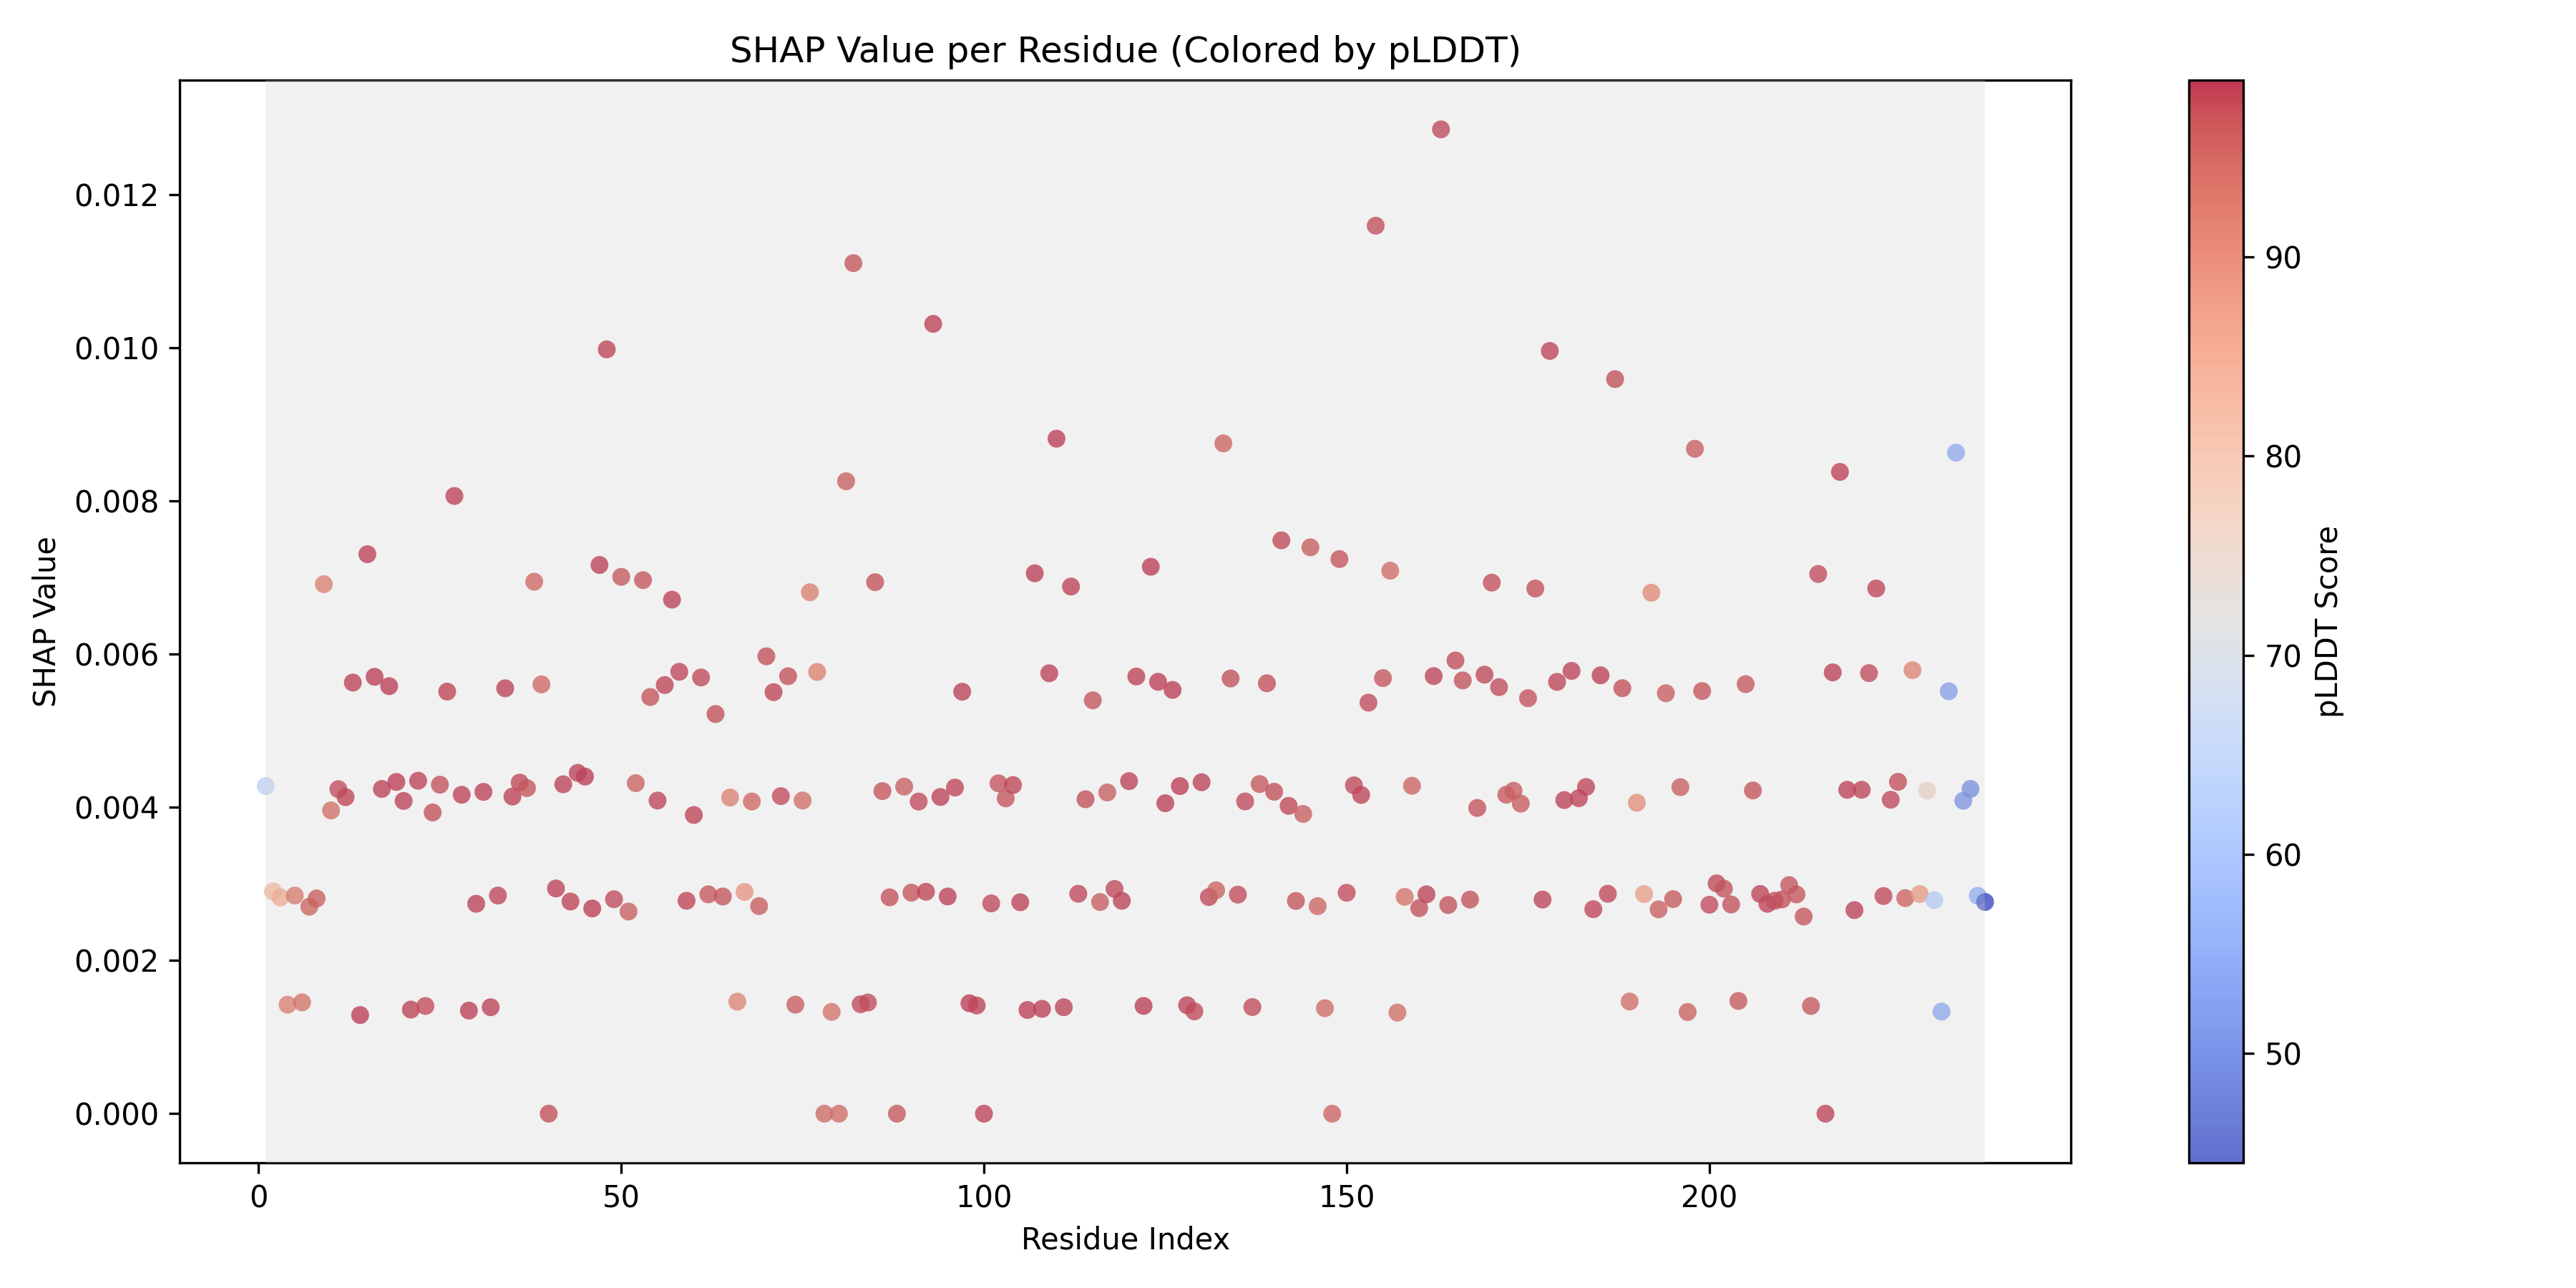 SHAP Value per Residue (Colored by pLDDT)
SHAP Value
0.012
0.010
0.008
0.006
0.004
0.002
0.000
0 50 100 150 200
Residue Index
90
80
70
60
50
pLDDT Score